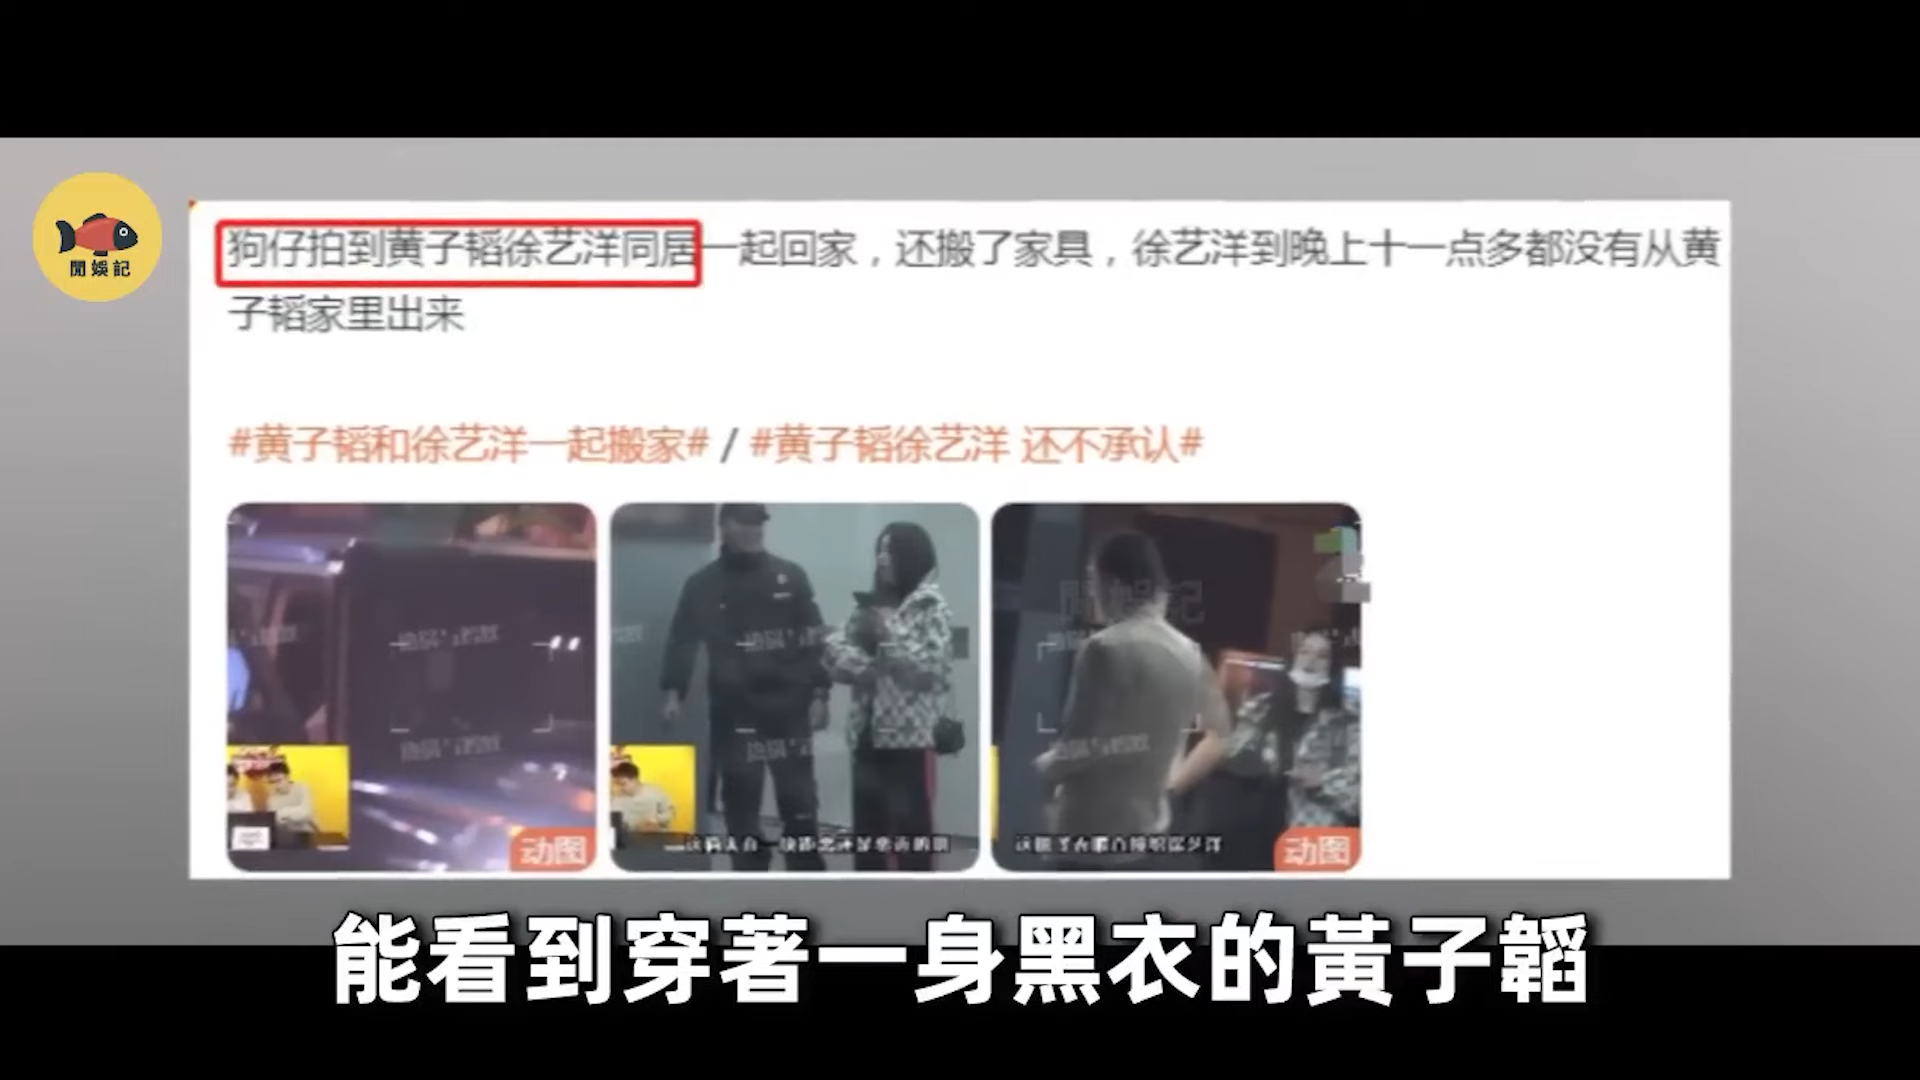 閒娛記
狗仔拍到黄子韬徐艺洋同居一起回家，还搬了家具，徐艺洋到晚上十一点多都没有从黄
子韬家里出来
#黄子韬和徐艺洋一起搬家# / #黄子韬徐艺洋 还不承认#
閒娛記
动图
动图
能看到穿著一身黑衣的黃子韜